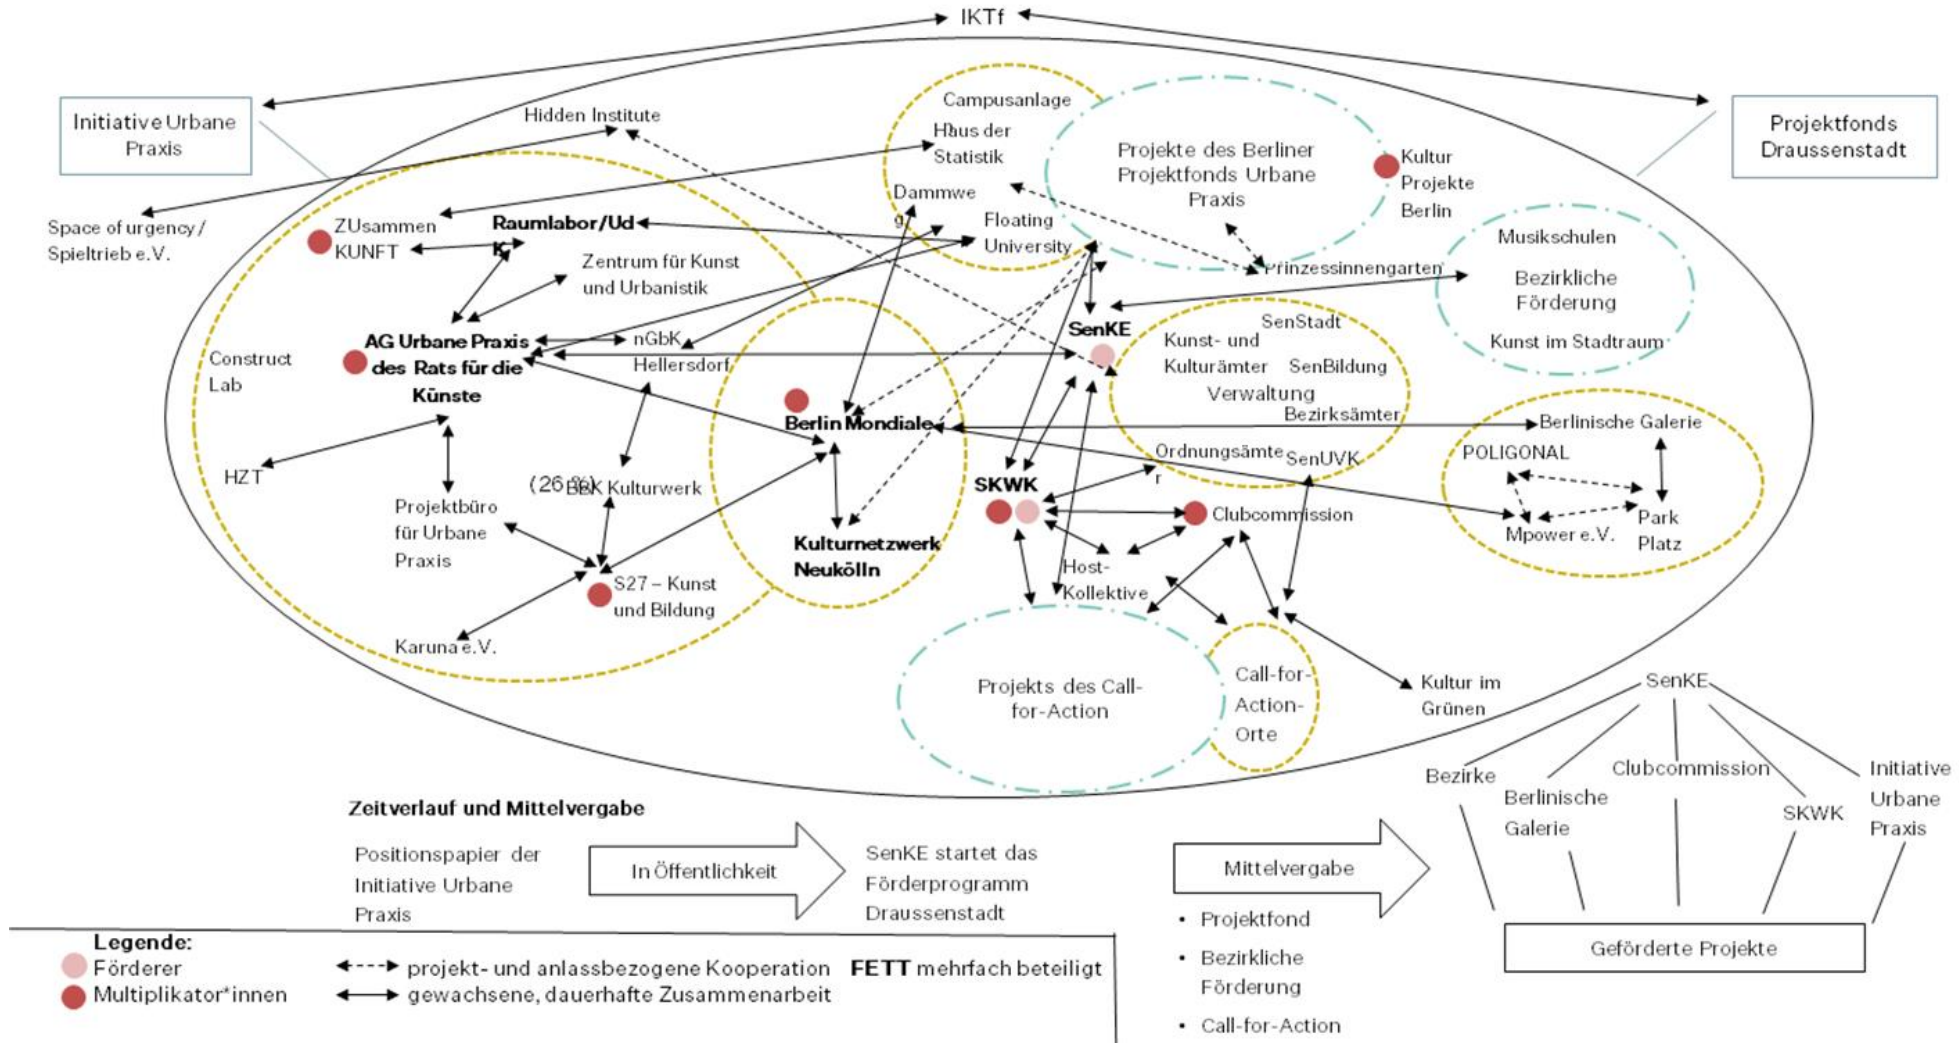 IKTf
Initiative Urbane
Praxis
Projektfonds
Draussenstadt
Hidden Institute
Space of urgency/
Spieltrieb e.V.
ZUsammen
KUNFT
Raumlabor/Ud
K
Zentrum für Kunst
und Urbanistik
AG Urbane Praxis
des Rats für die
Künste
nGbK
Hellersdorf
Construct
Lab
HZT
Projektbüro
für Urbane
Praxis
(26 %)
BBK Kulturwerk
S27 – Kunst
und Bildung
Karuna e.V.
Campusanlage
Haus der
Statistik
Dammwe
g
Floating
University
Projekte des Berliner
Projektfonds Urbane
Praxis
Kultur
Projekte
Berlin
Prinzessinnengarten
Musikschulen
Bezirkliche
Förderung
Kunst im Stadtraum
SenKE
SenStadt
Kunst- und
Kulturämter
SenBildung
Verwaltung
Bezirksämter
Ordnungsämte
r
SenUVK
Berlin Mondiale
Kulturnetzwerk
Neukölln
SKWK
Clubcommission
Host-
Kollektive
Berlinische Galerie
POLIGONAL
Mpower e.V.
Park
Platz
Projekts des Call-
for-Action
Call-for-
Action-
Orte
Kultur im
Grünen
SenKE
Bezirke
Berlinische
Galerie
Clubcommission
SKWK
Initiative
Urbane
Praxis
Geförderte Projekte
Zeitverlauf und Mittelvergabe
Positionspapier der
Initiative Urbane
Praxis
In Öffentlichkeit
SenKE startet das
Förderprogramm
Draussenstadt
Mittelvergabe
• Projektfond
• Bezirkliche
Förderung
• Call-for-Action
Legende:
Förderer
Multiplikator*innen
projekt- und anlassbezogene Kooperation
gewachsene, dauerhafte Zusammenarbeit
FETT mehrfach beteiligt